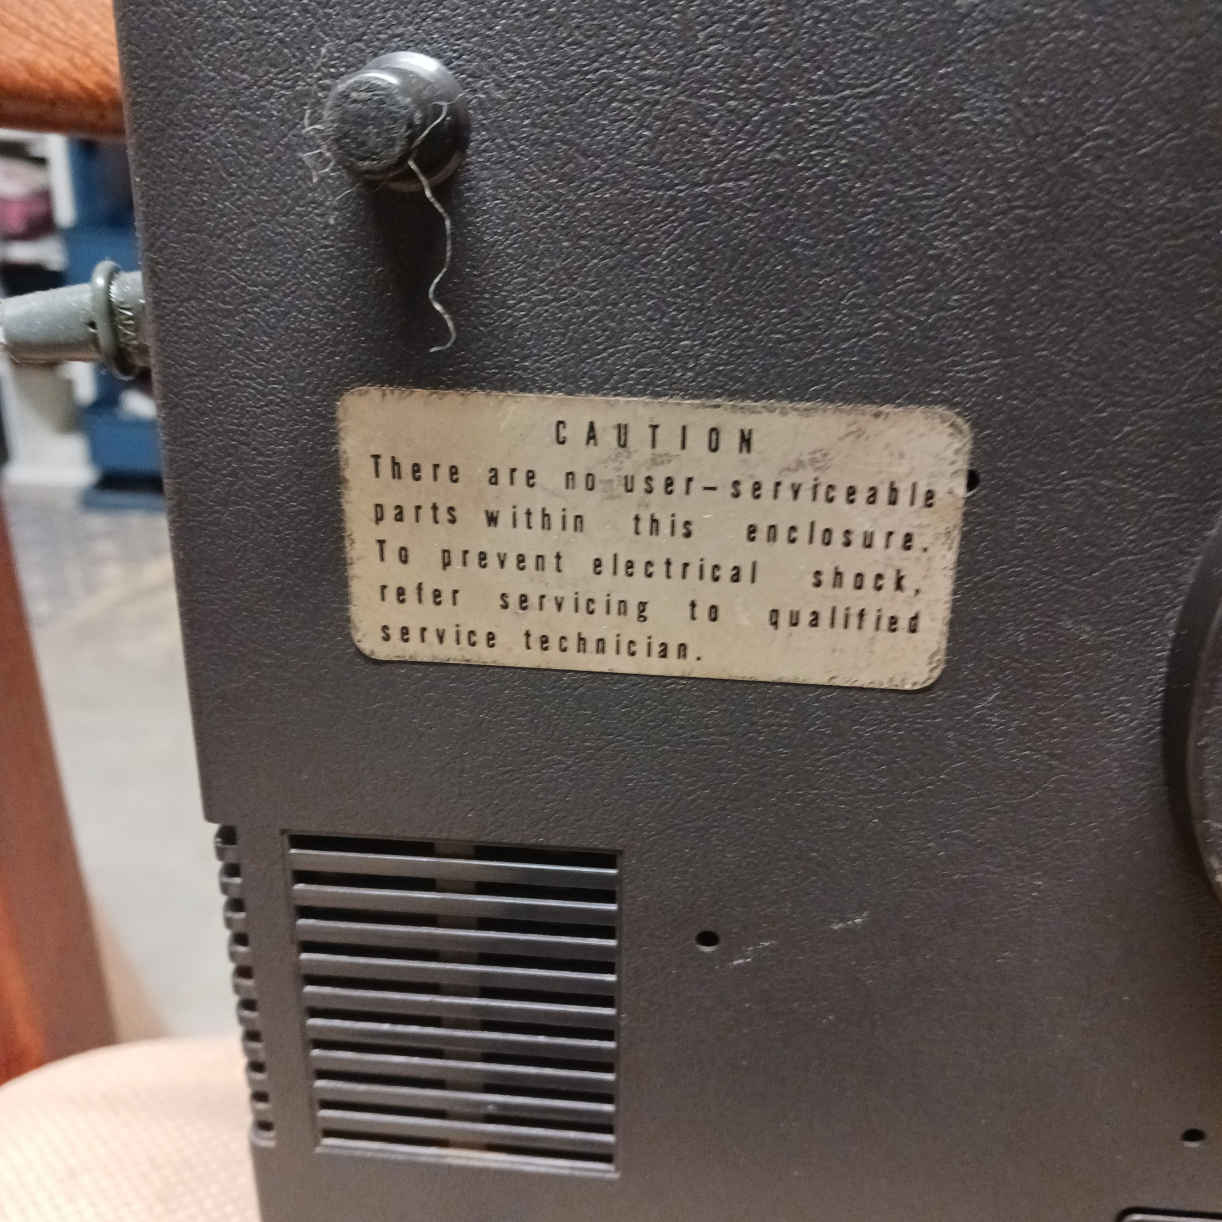 CAUTION
There are no user-serviceable
parts within this enclosure.
To prevent electrical shock,
refer servicing to qualified
service technician.